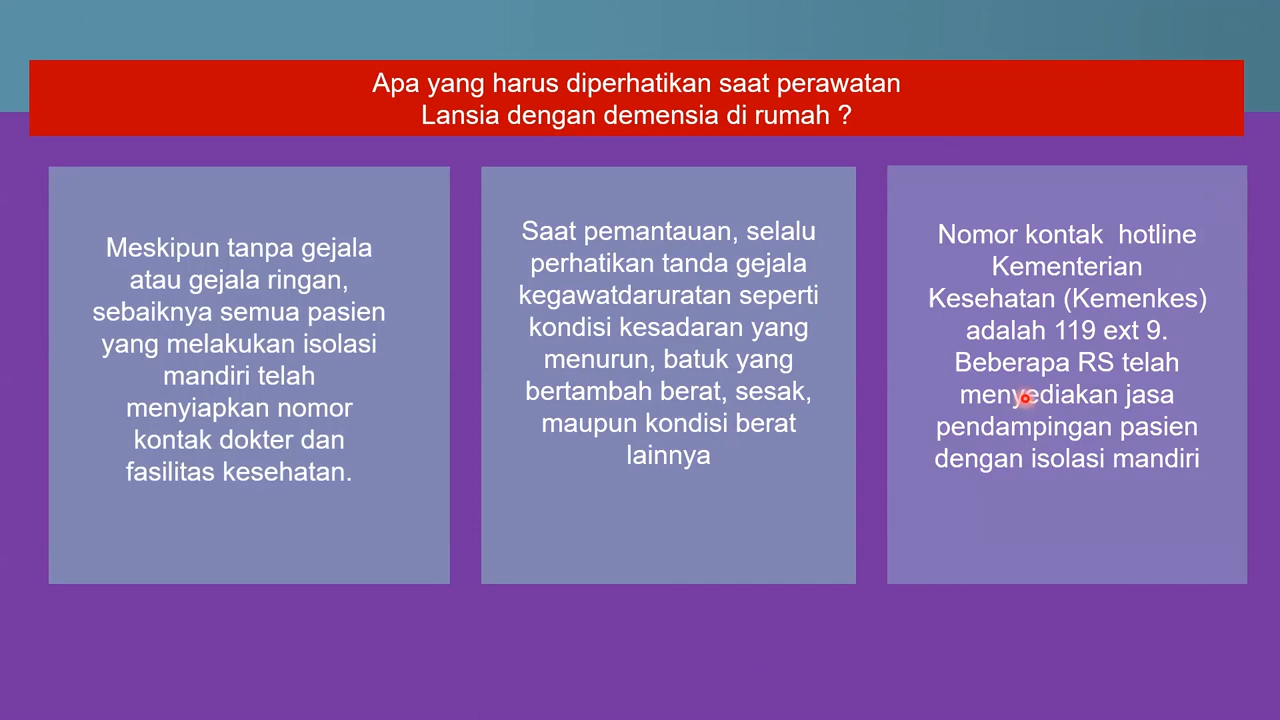 Apa yang harus diperhatikan saat perawatan
Lansia dengan demensia di rumah ?
Meskipun tanpa gejala
atau gejala ringan,
sebaiknya semua pasien
yang melakukan isolasi
mandiri telah
menyiapkan nomor
kontak dokter dan
fasilitas kesehatan.
Saat pemantauan, selalu
perhatikan tanda gejala
kegawatdaruratan seperti
kondisi kesadaran yang
menurun, batuk yang
bertambah berat, sesak,
maupun kondisi berat
lainnya
Nomor kontak  hotline
Kementerian
Kesehatan (Kemenkes)
adalah 119 ext 9.
Beberapa RS telah
menyediakan jasa
pendampingan pasien
dengan isolasi mandiri